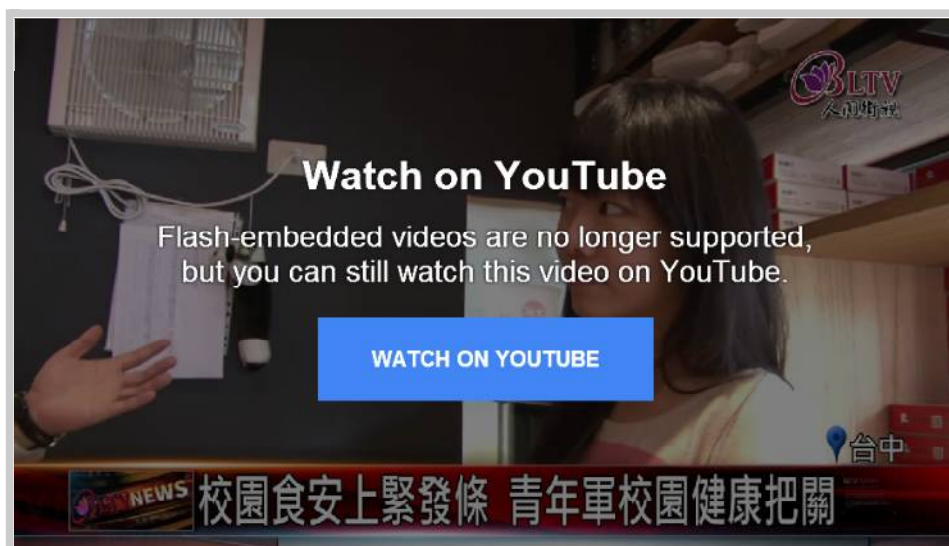 BLTV
人間衛視
Watch on YouTube
Flash-embedded videos are no longer supported,
but you can still watch this video on YouTube.
WATCH ON YOUTUBE
台中
NEWS
校園食安上緊發條 青年軍校園健康把關